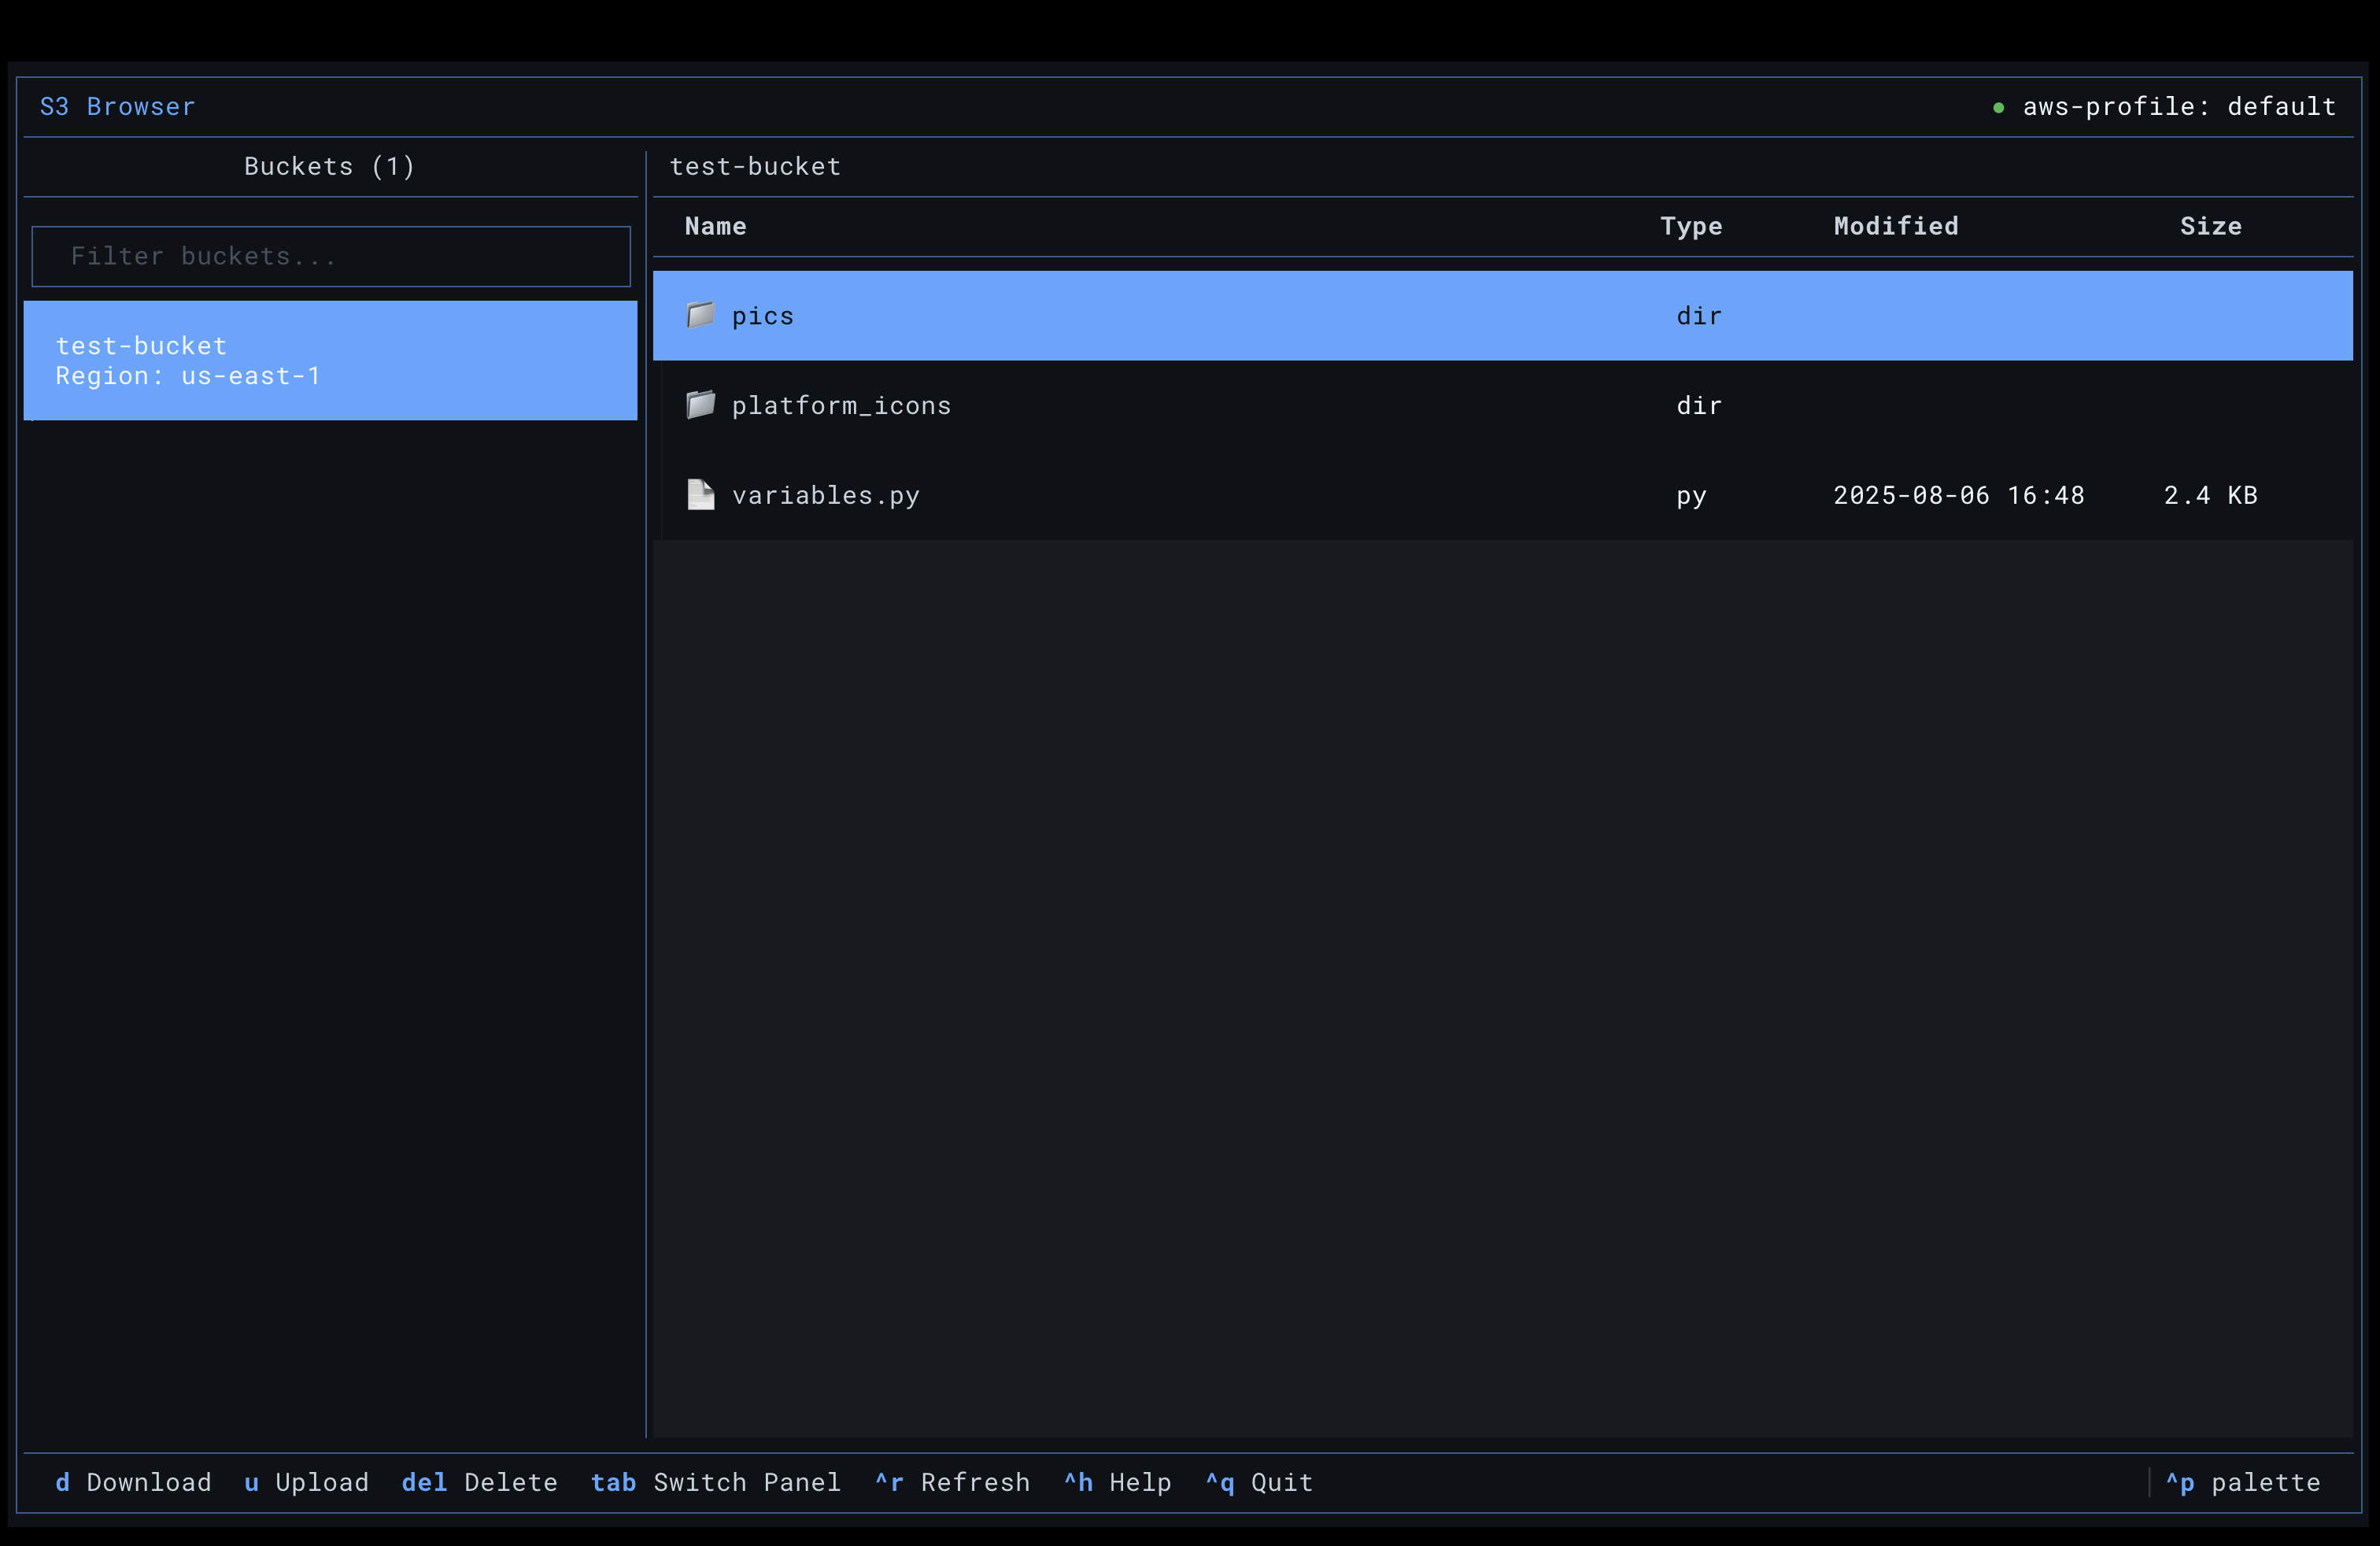 S3 Browser
● aws-profile: default
Buckets (1)
Filter buckets...
test-bucket
Region: us-east-1
test-bucket
Name Type Modified Size
pics dir
platform_icons dir
variables.py py 2025-08-06 16:48 2.4 KB
d Download u Upload del Delete tab Switch Panel ^r Refresh ^h Help ^q Quit
^p palette